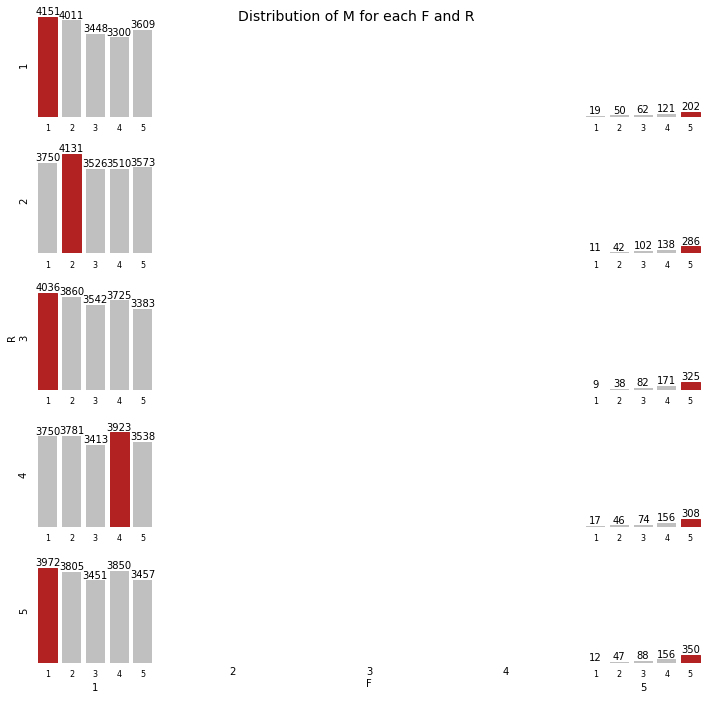 Distribution of M for each F and R
4151 4011 3448 3300 3609
19 50 62 121 202
1
1 2 3 4 5
1 2 3 4 5
3750 4131 3526 3510 3573
11 42 102 138 286
2
1 2 3 4 5
1 2 3 4 5
4036 3860 3542 3725 3383
9 38 82 171 325
R
3
1 2 3 4 5
1 2 3 4 5
3750 3781 3413 3923 3538
17 46 74 156 308
4
1 2 3 4 5
1 2 3 4 5
3972 3805 3451 3850 3457
12 47 88 156 350
5
1 2 3 4 5
1 2 3 4 5
1 2 3 4 5
F